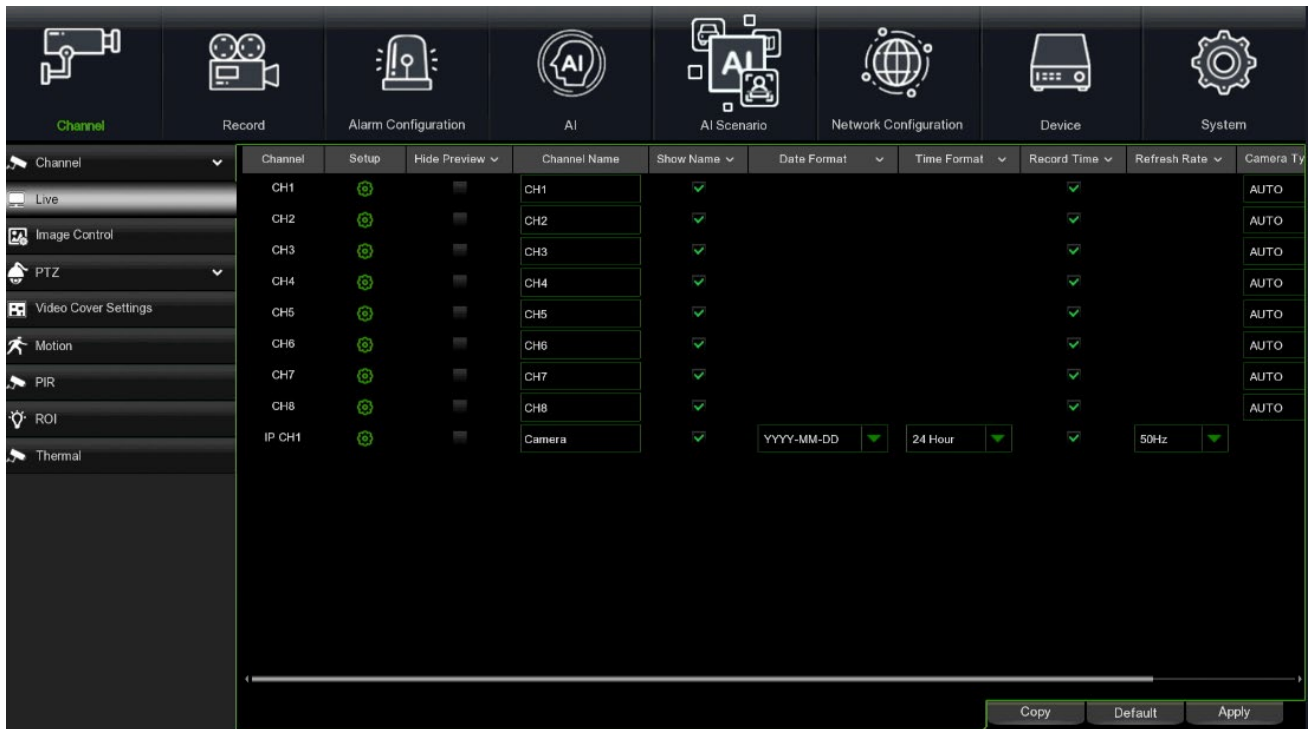 AI
AI
Channel Record Alarm Configuration AI AI Scenario Network Configuration Device System
Channel
Live
Image Control
PTZ
Video Cover Settings
Motion
PIR
ROI
Thermal
Channel Setup Hide Preview Channel Name Show Name Date Format Time Format Record Time Refresh Rate Camera Ty
CH1 CH1 AUTO
CH2 CH2 AUTO
CH3 CH3 AUTO
CH4 CH4 AUTO
CH5 CH5 AUTO
CH6 CH6 AUTO
CH7 CH7 AUTO
CH8 CH8 AUTO
IP CH1 Camera YYYY-MM-DD 24 Hour 50Hz
Copy Default Apply